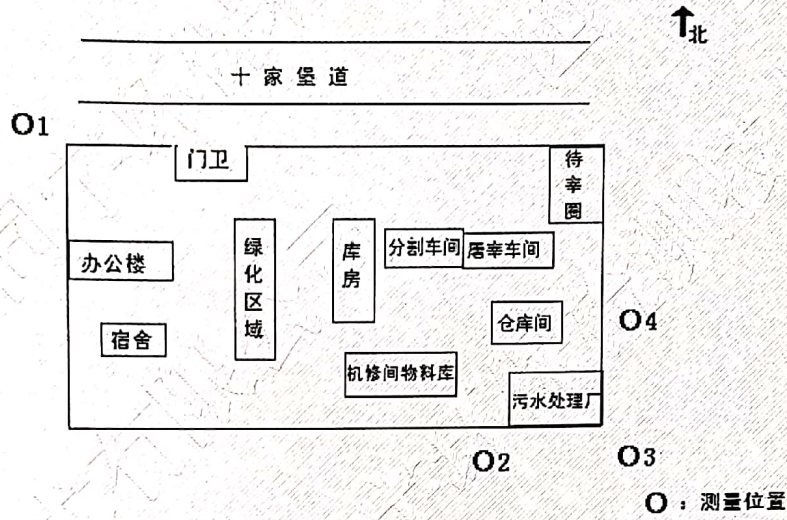 北
十家堡道
O1
门卫
待
宰
圈
办公楼
绿
化
区
域
库
房
分割车间
屠宰车间
宿舍
仓库间
O4
机修间物料库
污水处理厂
O2
O3
O：测量位置